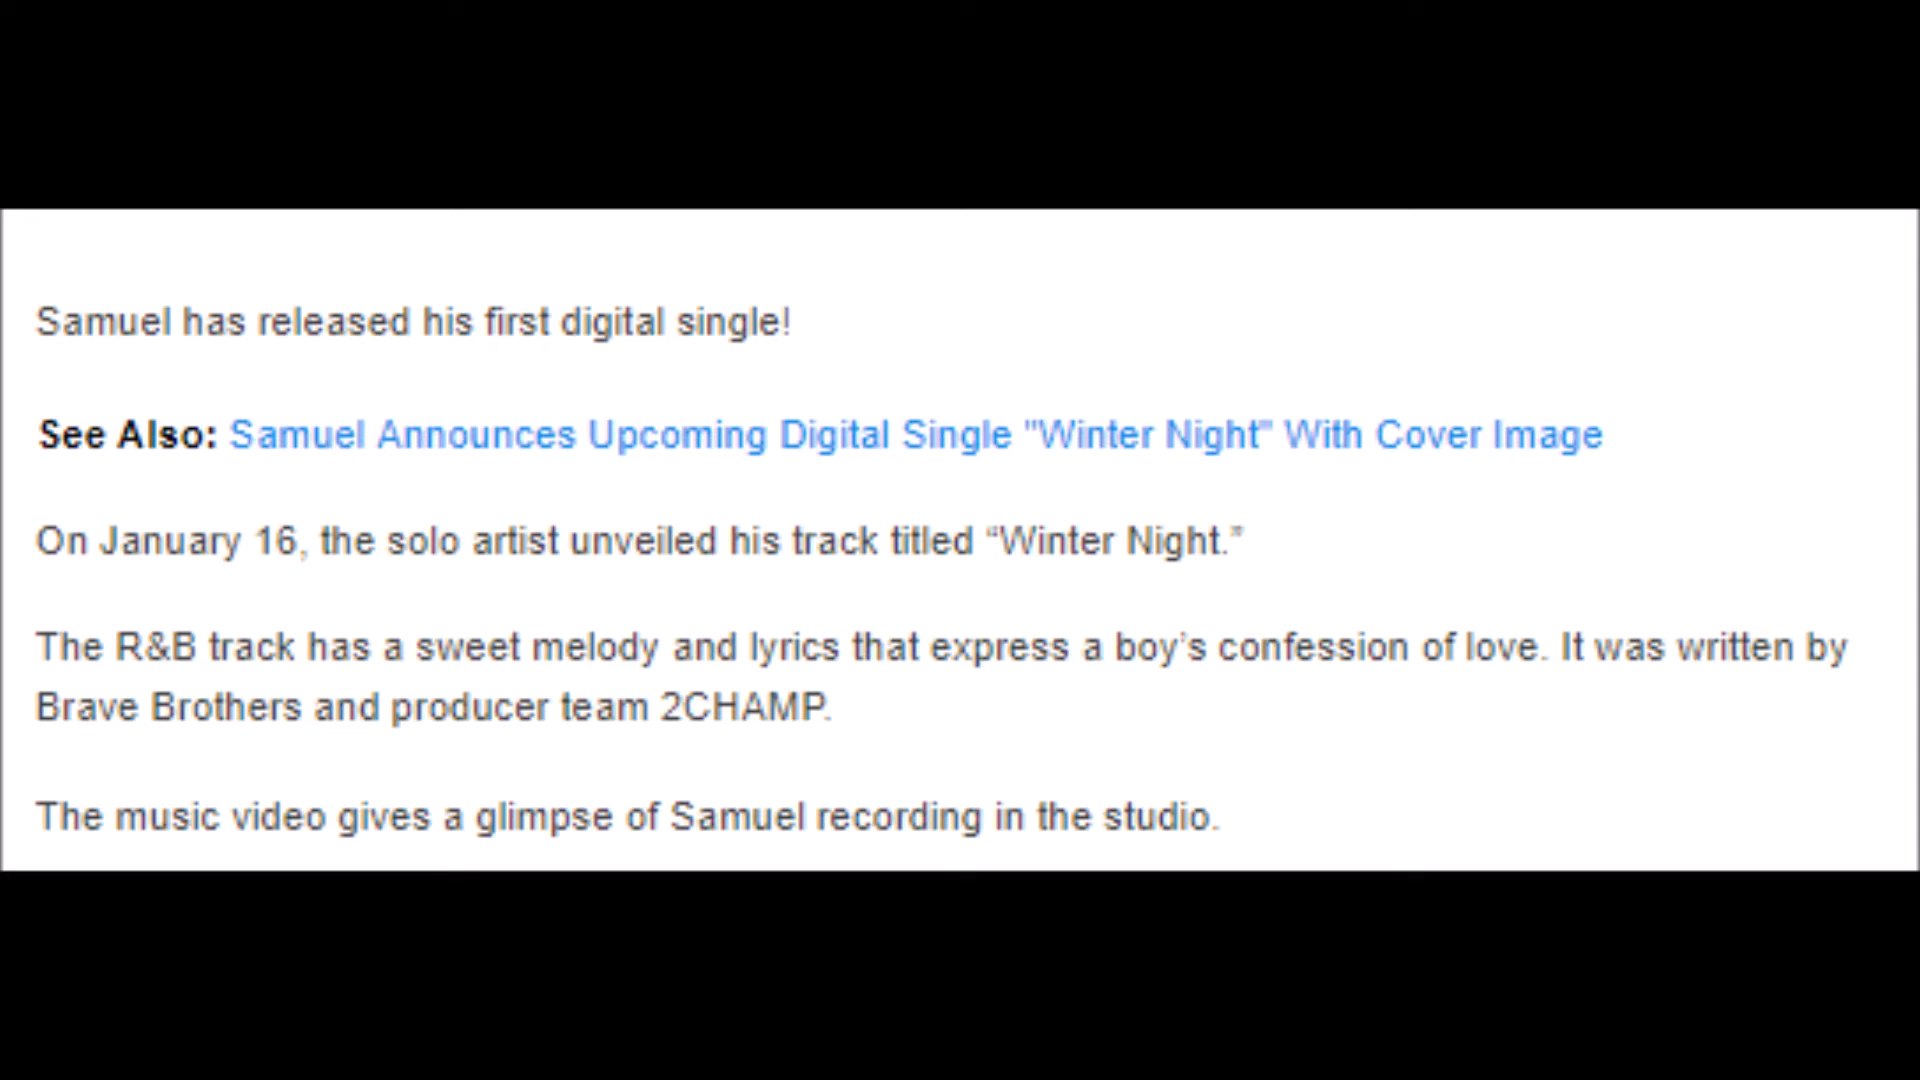 Samuel has released his first digital single!
See Also: Samuel Announces Upcoming Digital Single "Winter Night" With Cover Image
On January 16, the solo artist unveiled his track titled “Winter Night.”
The R&B track has a sweet melody and lyrics that express a boy’s confession of love. It was written by
Brave Brothers and producer team 2CHAMP.
The music video gives a glimpse of Samuel recording in the studio.